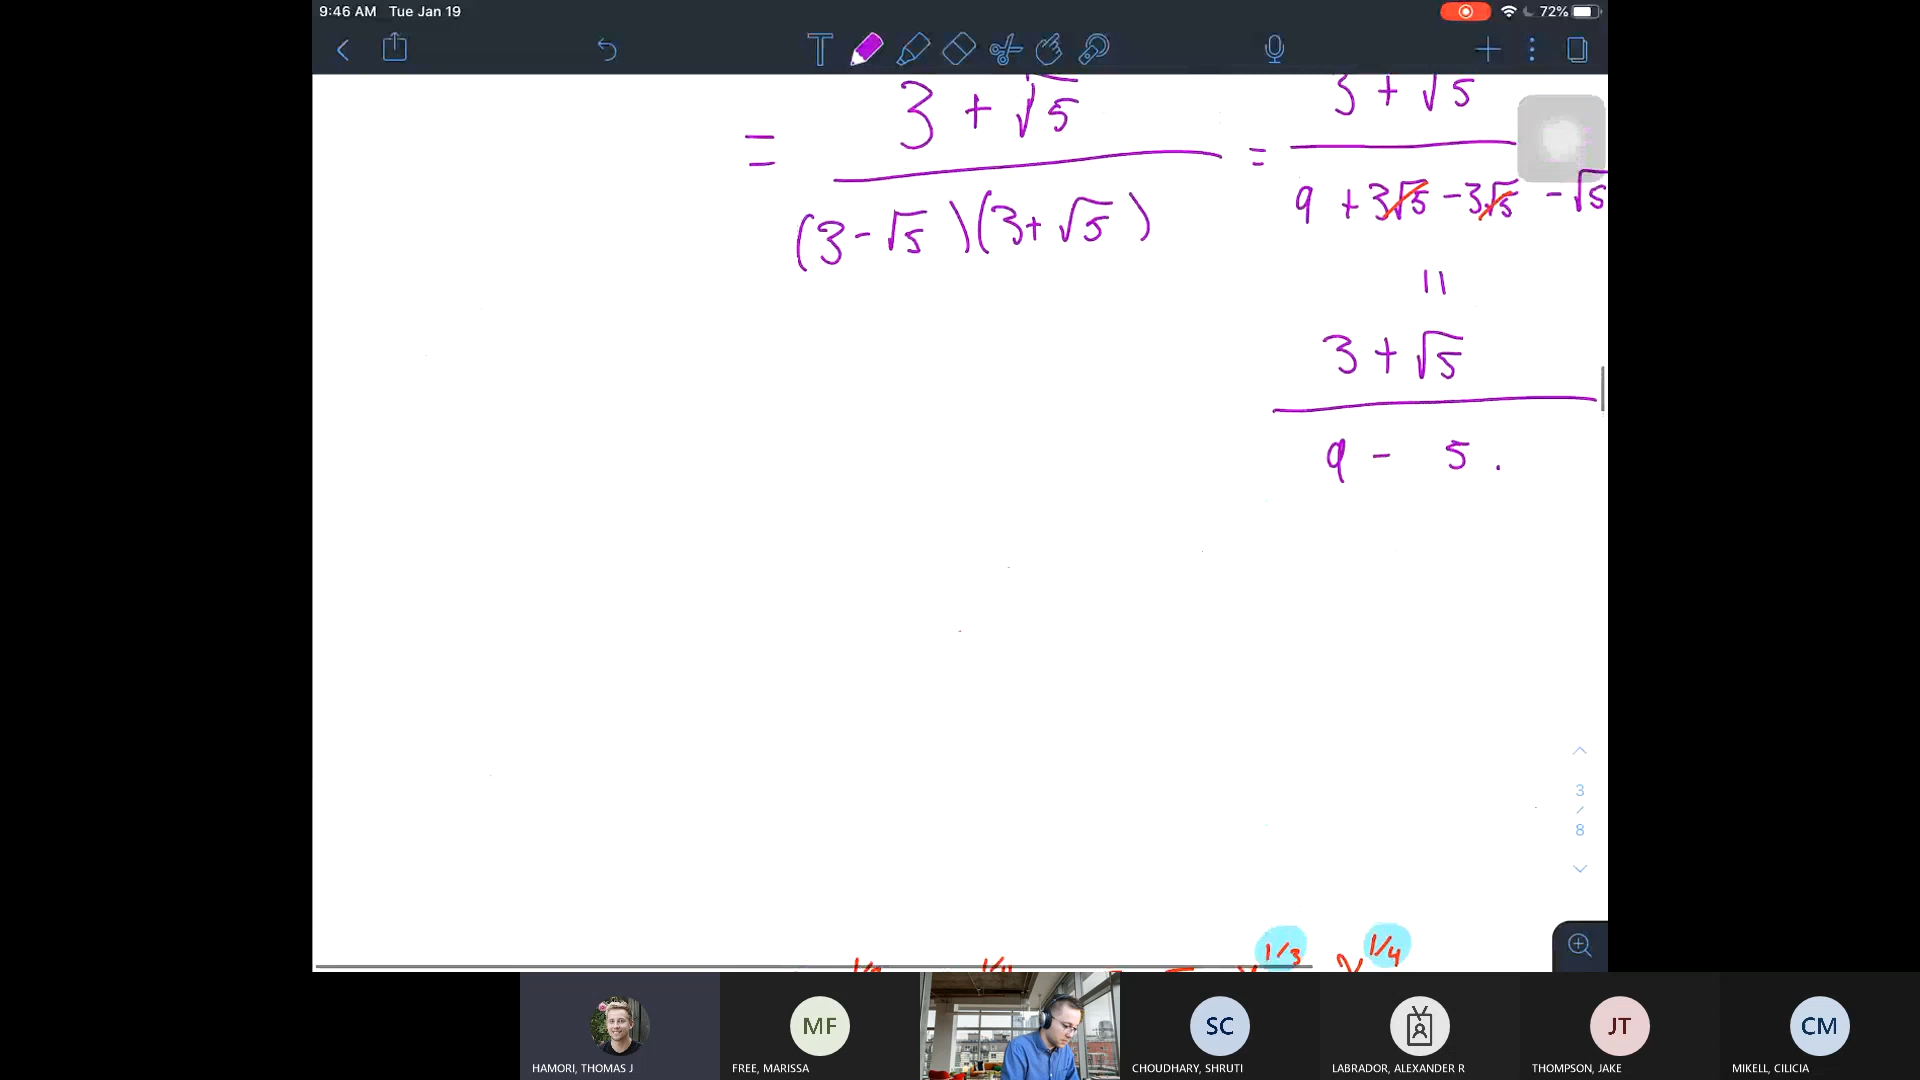 9:46 AM Tue Jan 19 72%
T
= 3 + √5 / (3 - √5)(3 + √5) = 3 + √5 / 9 + 3√5 - 3√5 - √5
=
3 + √5
9 - 5 .
3
/
8
1/3 1/4
HAMORI, THOMAS J
MF
FREE, MARISSA
SC
CHOUDHARY, SHRUTI
LABRADOR, ALEXANDER R
JT
THOMPSON, JAKE
CM
MIKELL, CILICIA